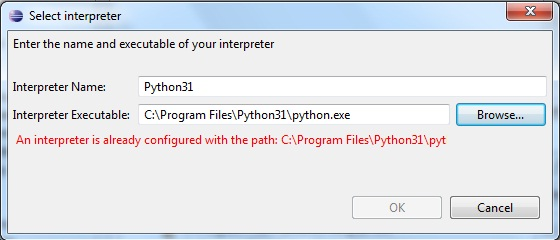 Select interpreter
Enter the name and executable of your interpreter
Interpreter Name: Python31
Interpreter Executable: C:\Program Files\Python31\python.exe Browse...
An interpreter is already configured with the path: C:\Program Files\Python31\pyt
OK Cancel